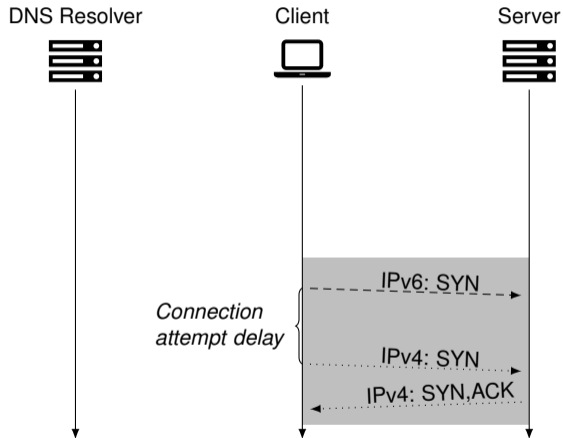 DNS Resolver
Client
Server
IPv6: SYN
Connection
attempt delay
IPv4: SYN
IPv4: SYN,ACK